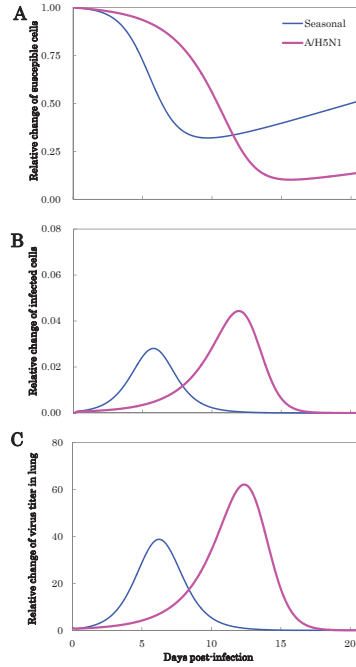 A
Relative change of susceptible cells
1.00
0.75
0.50
0.25
0.00
Seasonal
A/H5N1
B
Relative change of infected cells
0.08
0.06
0.04
0.02
0.00
C
Relative change of virus titer in lung
80
60
40
20
0
0
5
10
15
20
Days post-infection